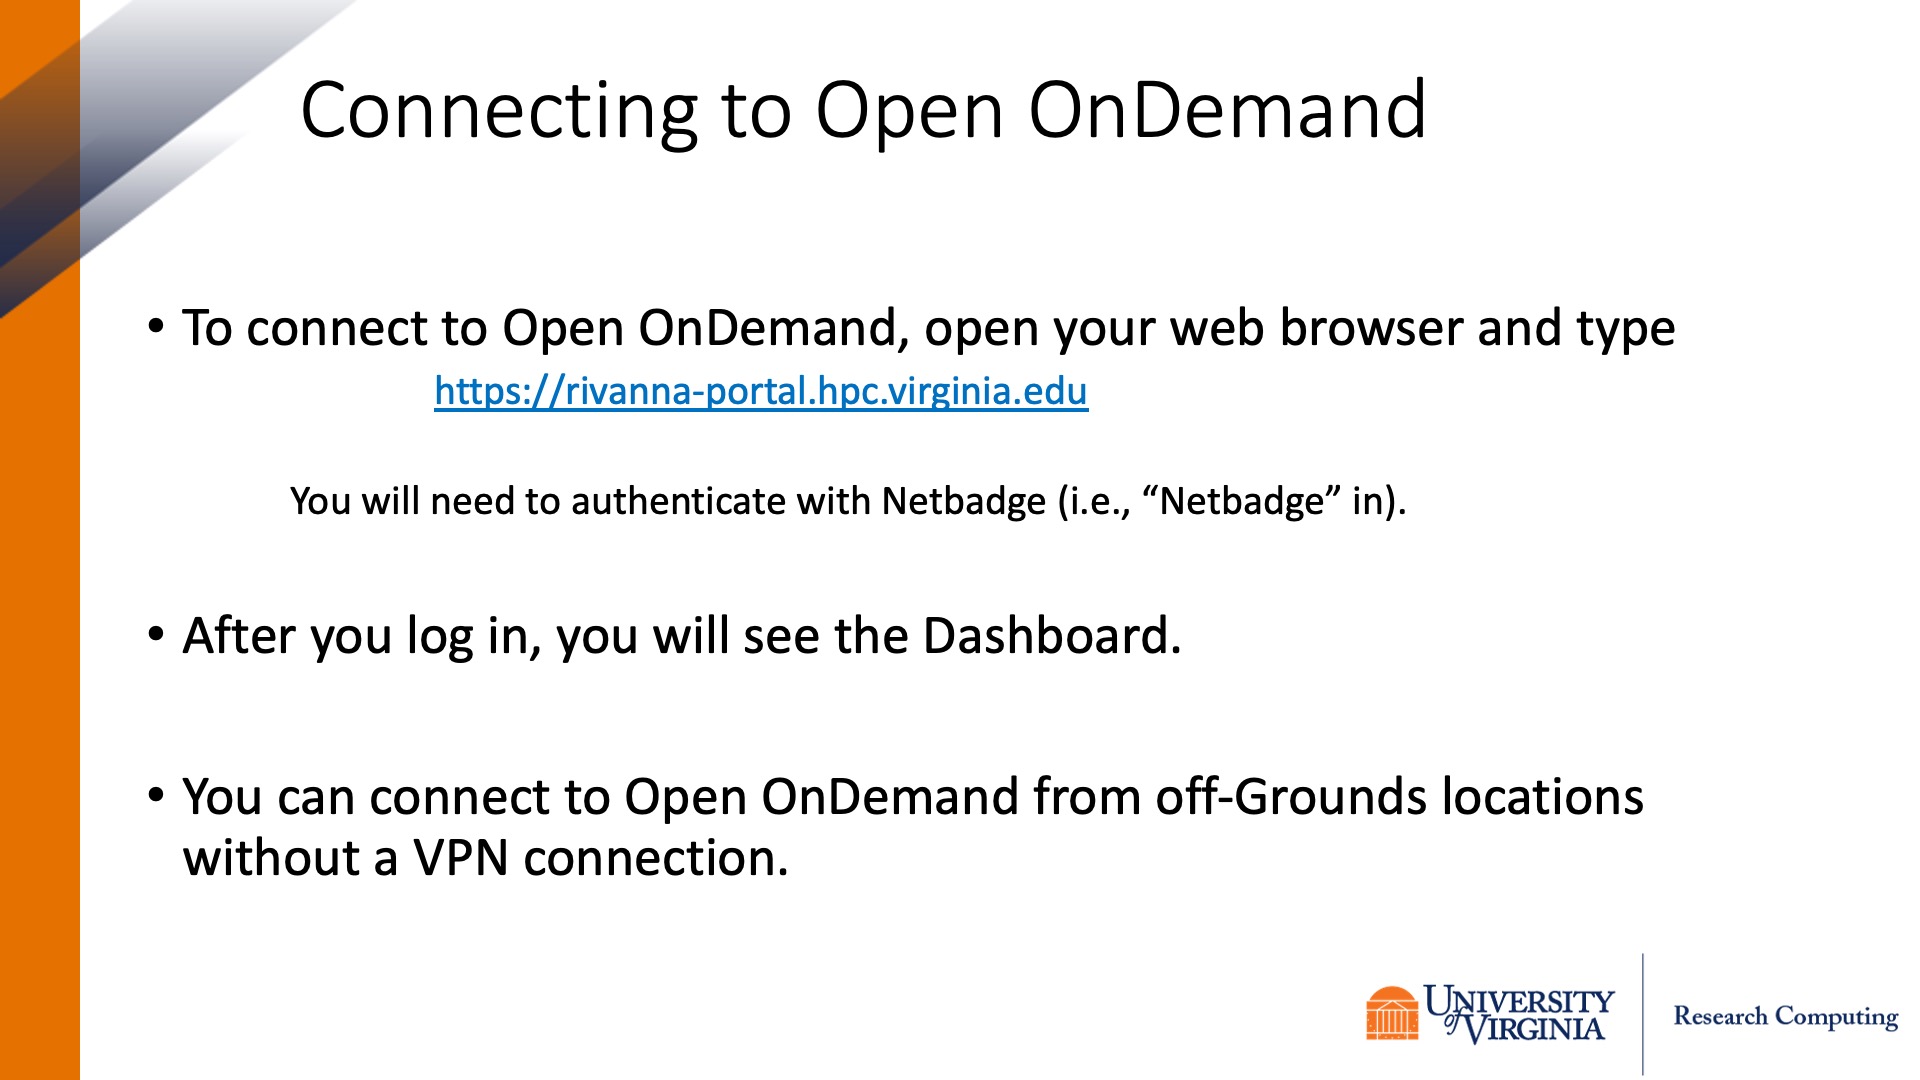 Connecting to Open OnDemand
• To connect to Open OnDemand, open your web browser and type
https://rivanna-portal.hpc.virginia.edu
You will need to authenticate with Netbadge (i.e., “Netbadge” in).
• After you log in, you will see the Dashboard.
• You can connect to Open OnDemand from off-Grounds locations
without a VPN connection.
UNIVERSITY
of VIRGINIA
Research Computing